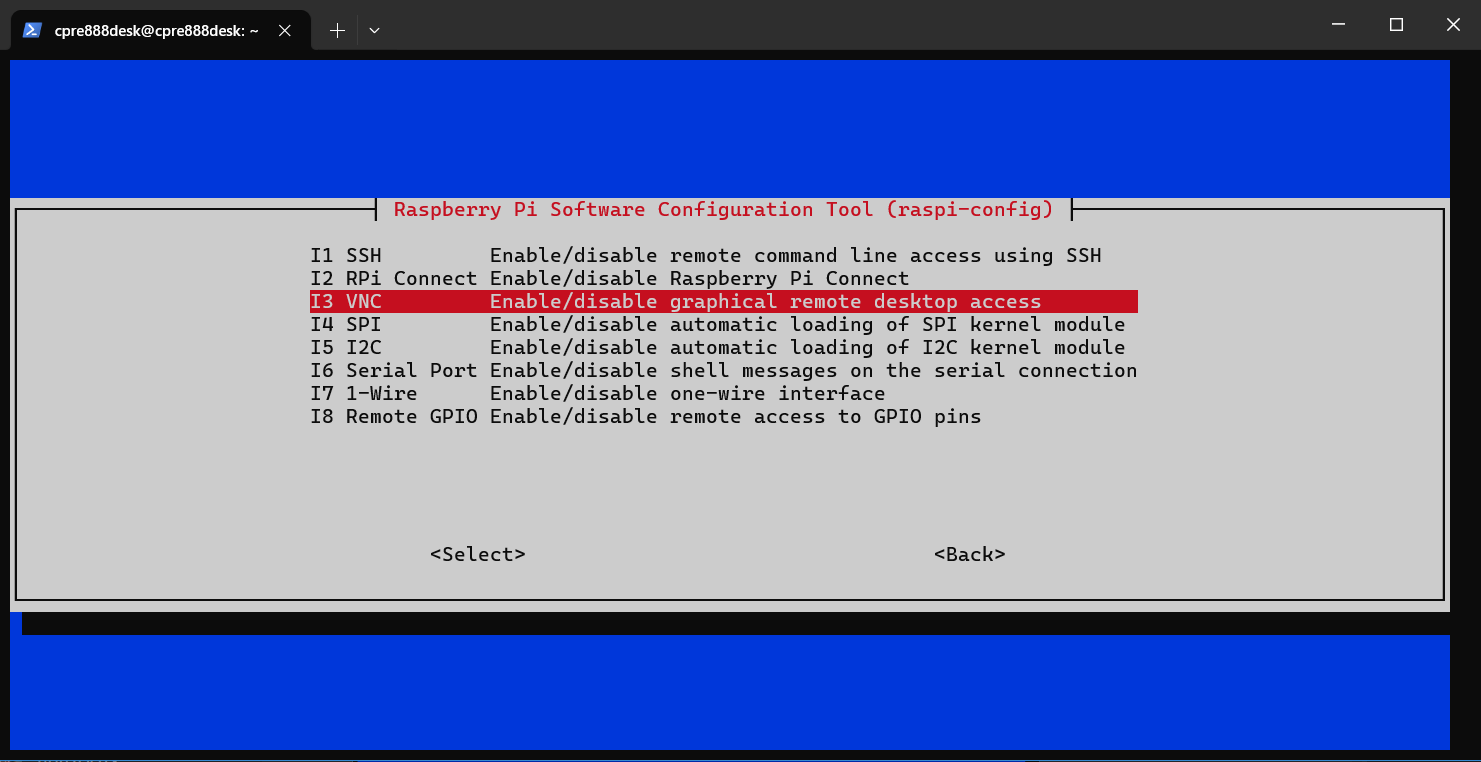 cpre888desk@cpre888desk: ~
Raspberry Pi Software Configuration Tool (raspi-config)
I1 SSH Enable/disable remote command line access using SSH
I2 RPi Connect Enable/disable Raspberry Pi Connect
I3 VNC Enable/disable graphical remote desktop access
I4 SPI Enable/disable automatic loading of SPI kernel module
I5 I2C Enable/disable automatic loading of I2C kernel module
I6 Serial Port Enable/disable shell messages on the serial connection
I7 1-Wire Enable/disable one-wire interface
I8 Remote GPIO Enable/disable remote access to GPIO pins
<Select> <Back>